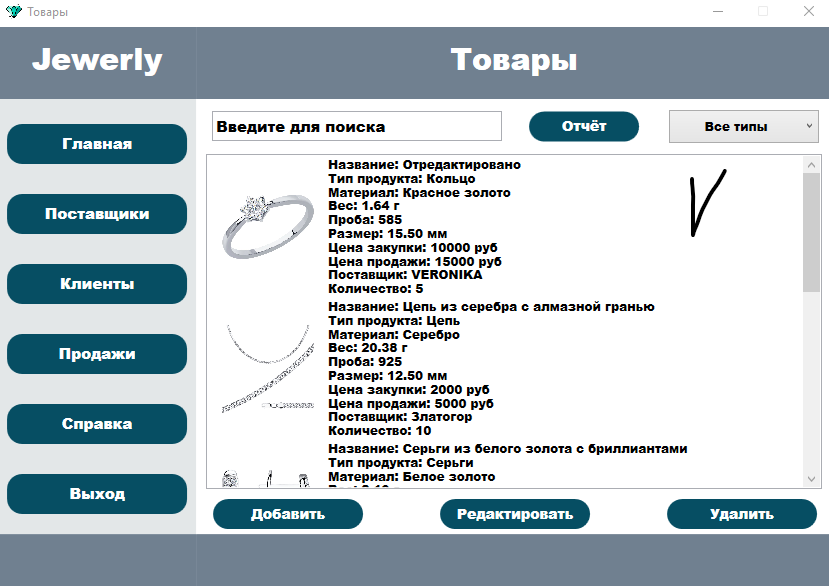 Товары
Jewerly
Товары
Главная
Поставщики
Клиенты
Продажи
Справка
Выход
Введите для поиска
Отчёт
Все типы
Название: Отредактировано
Тип продукта: Кольцо
Материал: Красное золото
Вес: 1.64 г
Проба: 585
Размер: 15.50 мм
Цена закупки: 10000 руб
Цена продажи: 15000 руб
Поставщик: VERONIKA
Количество: 5
Название: Цепь из серебра с алмазной гранью
Тип продукта: Цепь
Материал: Серебро
Вес: 20.38 г
Проба: 925
Размер: 12.50 мм
Цена закупки: 2000 руб
Цена продажи: 5000 руб
Поставщик: Златогор
Количество: 10
Название: Серьги из белого золота с бриллиантами
Тип продукта: Серьги
Материал: Белое золото
Добавить
Редактировать
Удалить